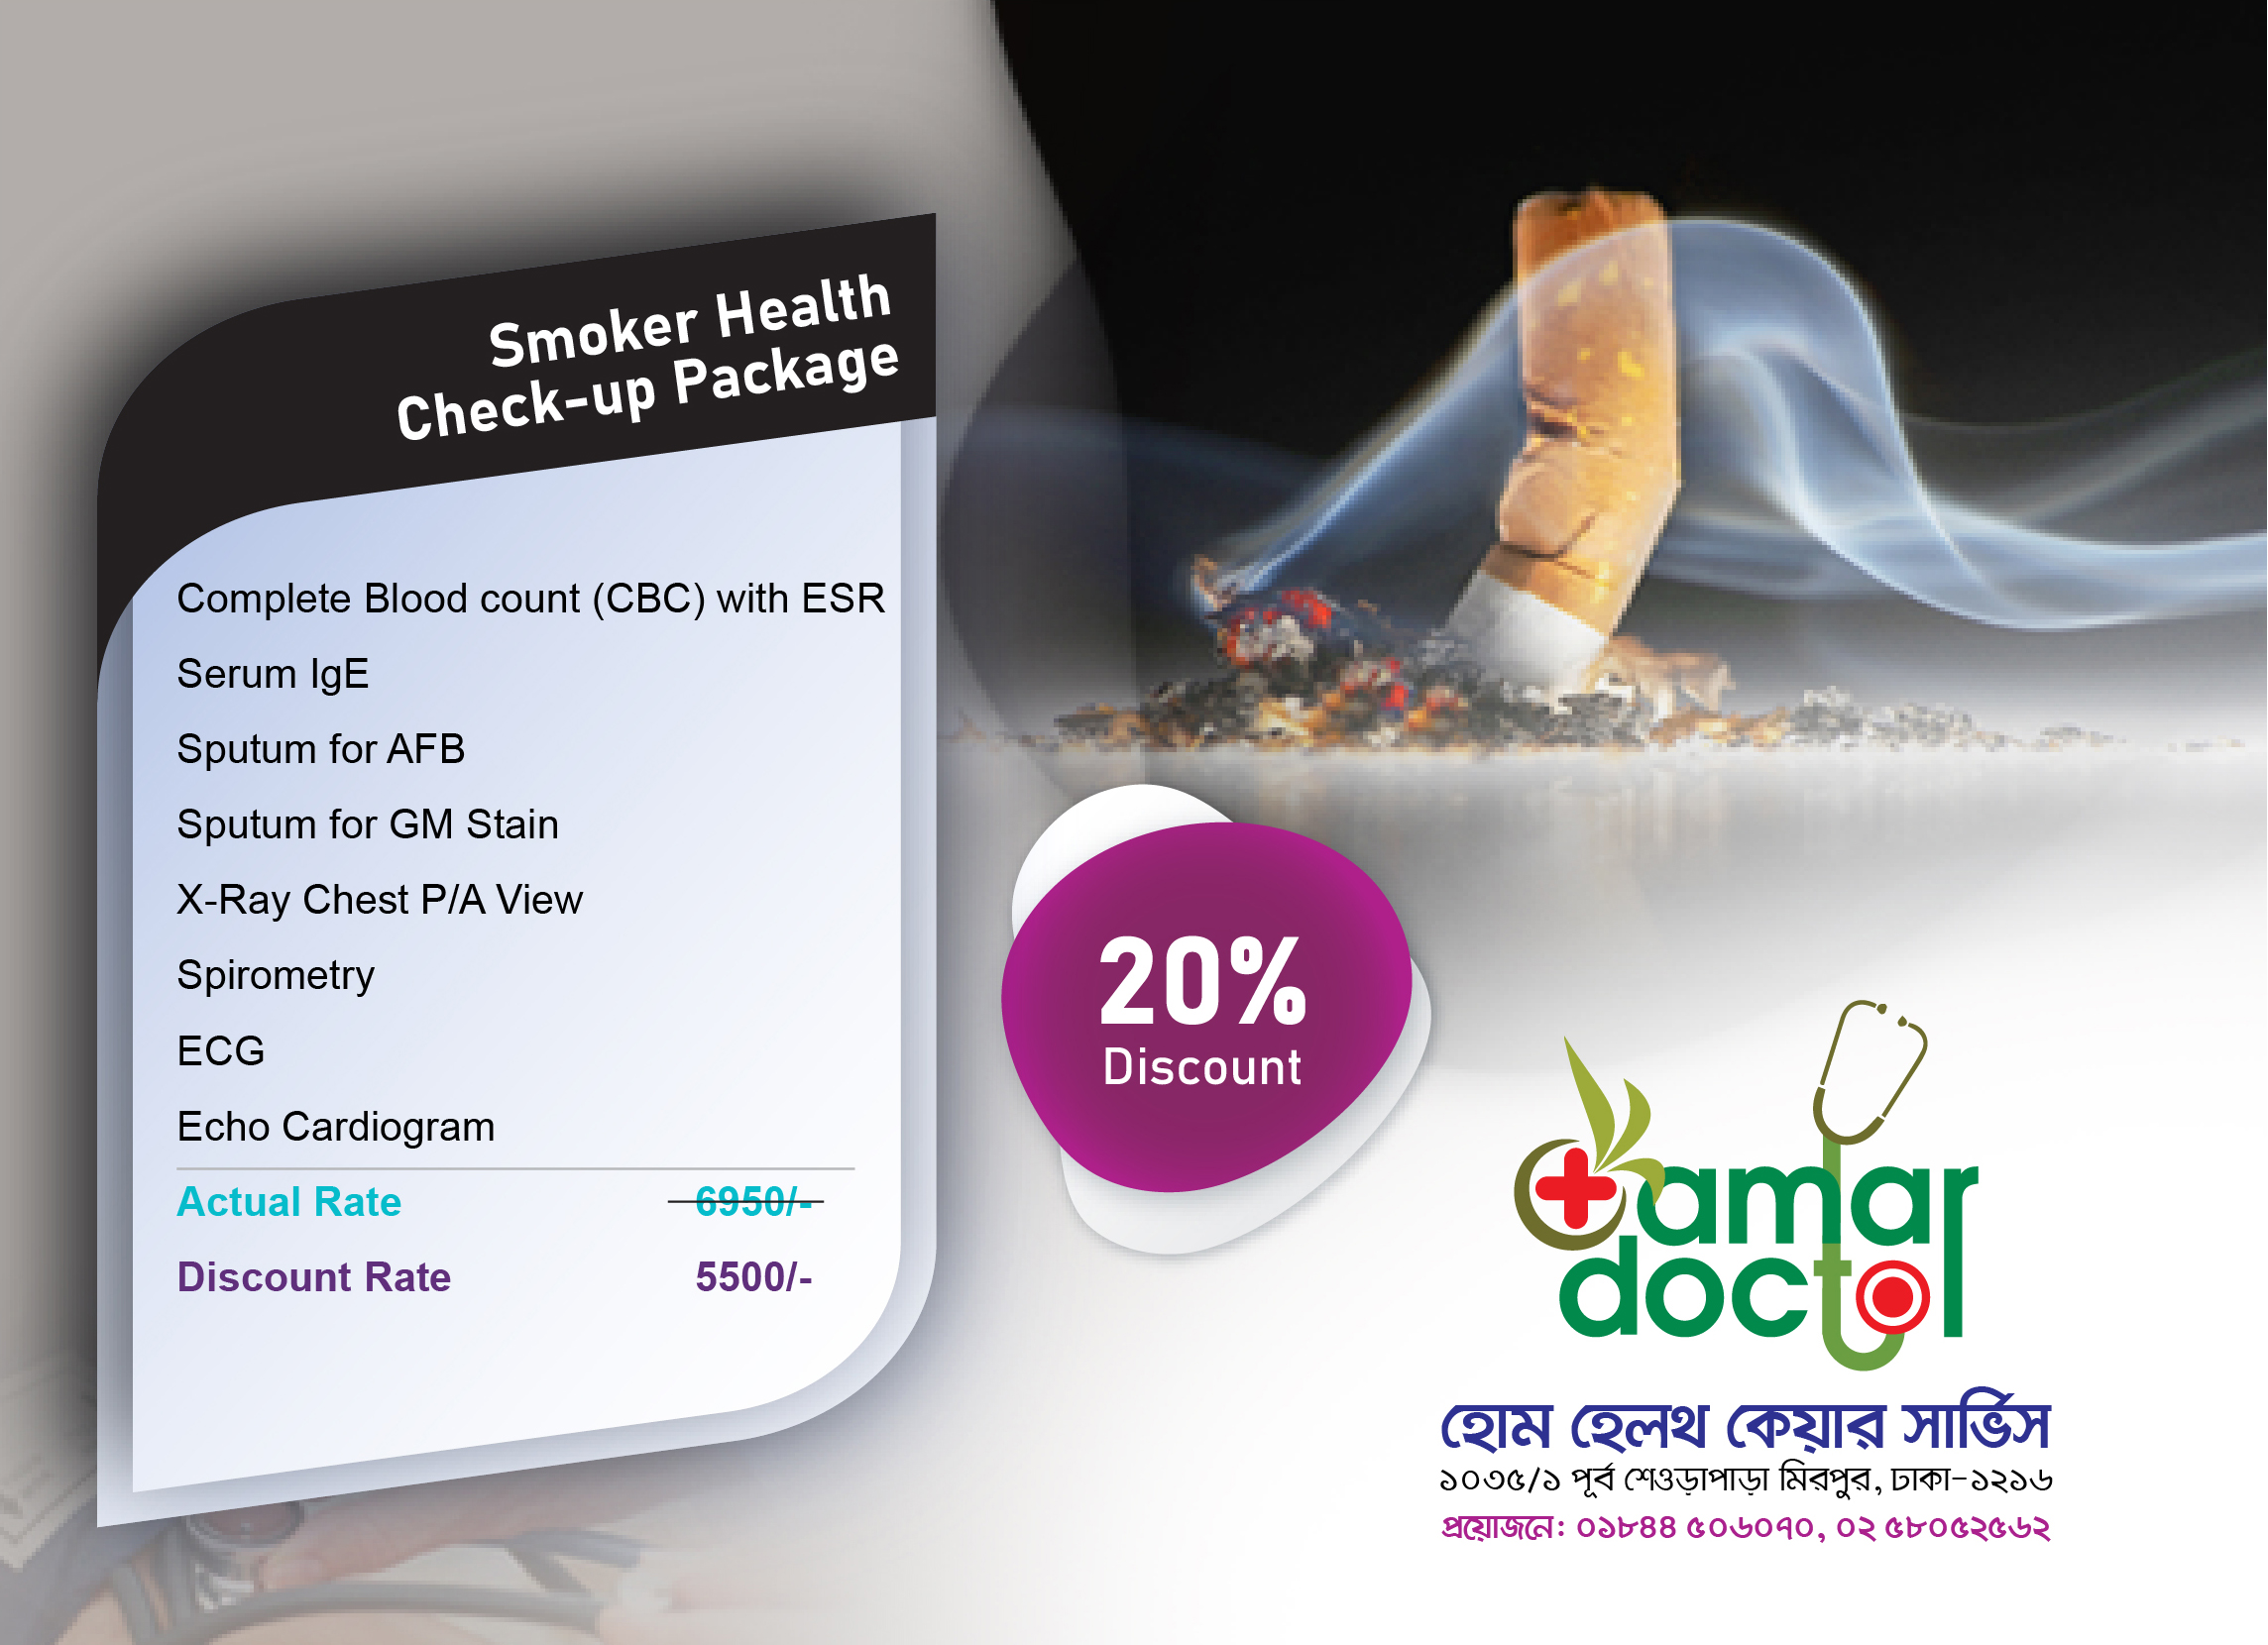 Smoker Health
Check-up Package
Complete Blood count (CBC) with ESR
Serum IgE
Sputum for AFB
Sputum for GM Stain
X-Ray Chest P/A View
Spirometry
ECG
Echo Cardiogram
Actual Rate 6950/-
Discount Rate 5500/-
20%
Discount
amar
doctor
হোম হেলথ কেয়ার সার্ভিস
১০৩৫/১ পূর্ব শেওড়াপাড়া মিরপুর, ঢাকা-১২১৬
প্রয়োজনে: ০১৮৪৪ ৫০৬০৭০, ০২ ৫৮০৫২৫৬২